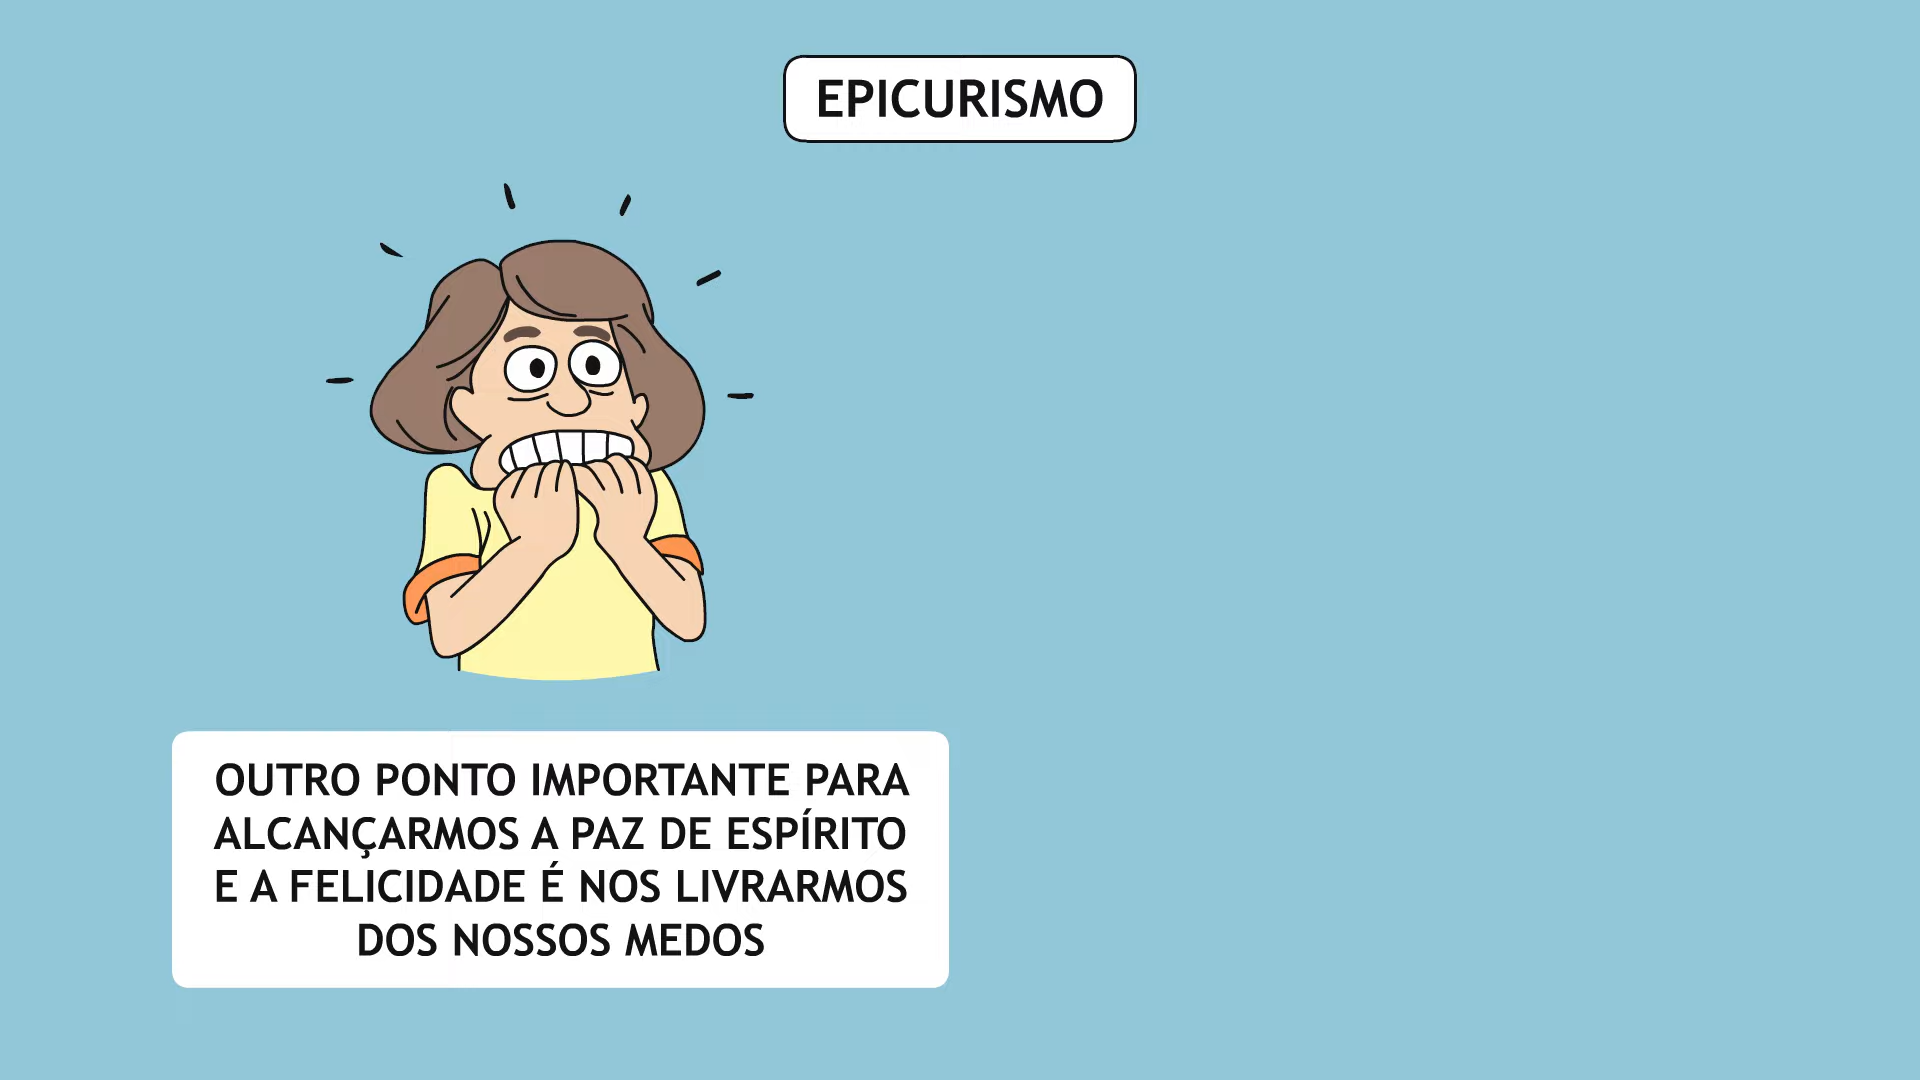 EPICURISMO
OUTRO PONTO IMPORTANTE PARA
ALCANÇARMOS A PAZ DE ESPÍRITO
E A FELICIDADE É NOS LIVRARMOS
DOS NOSSOS MEDOS